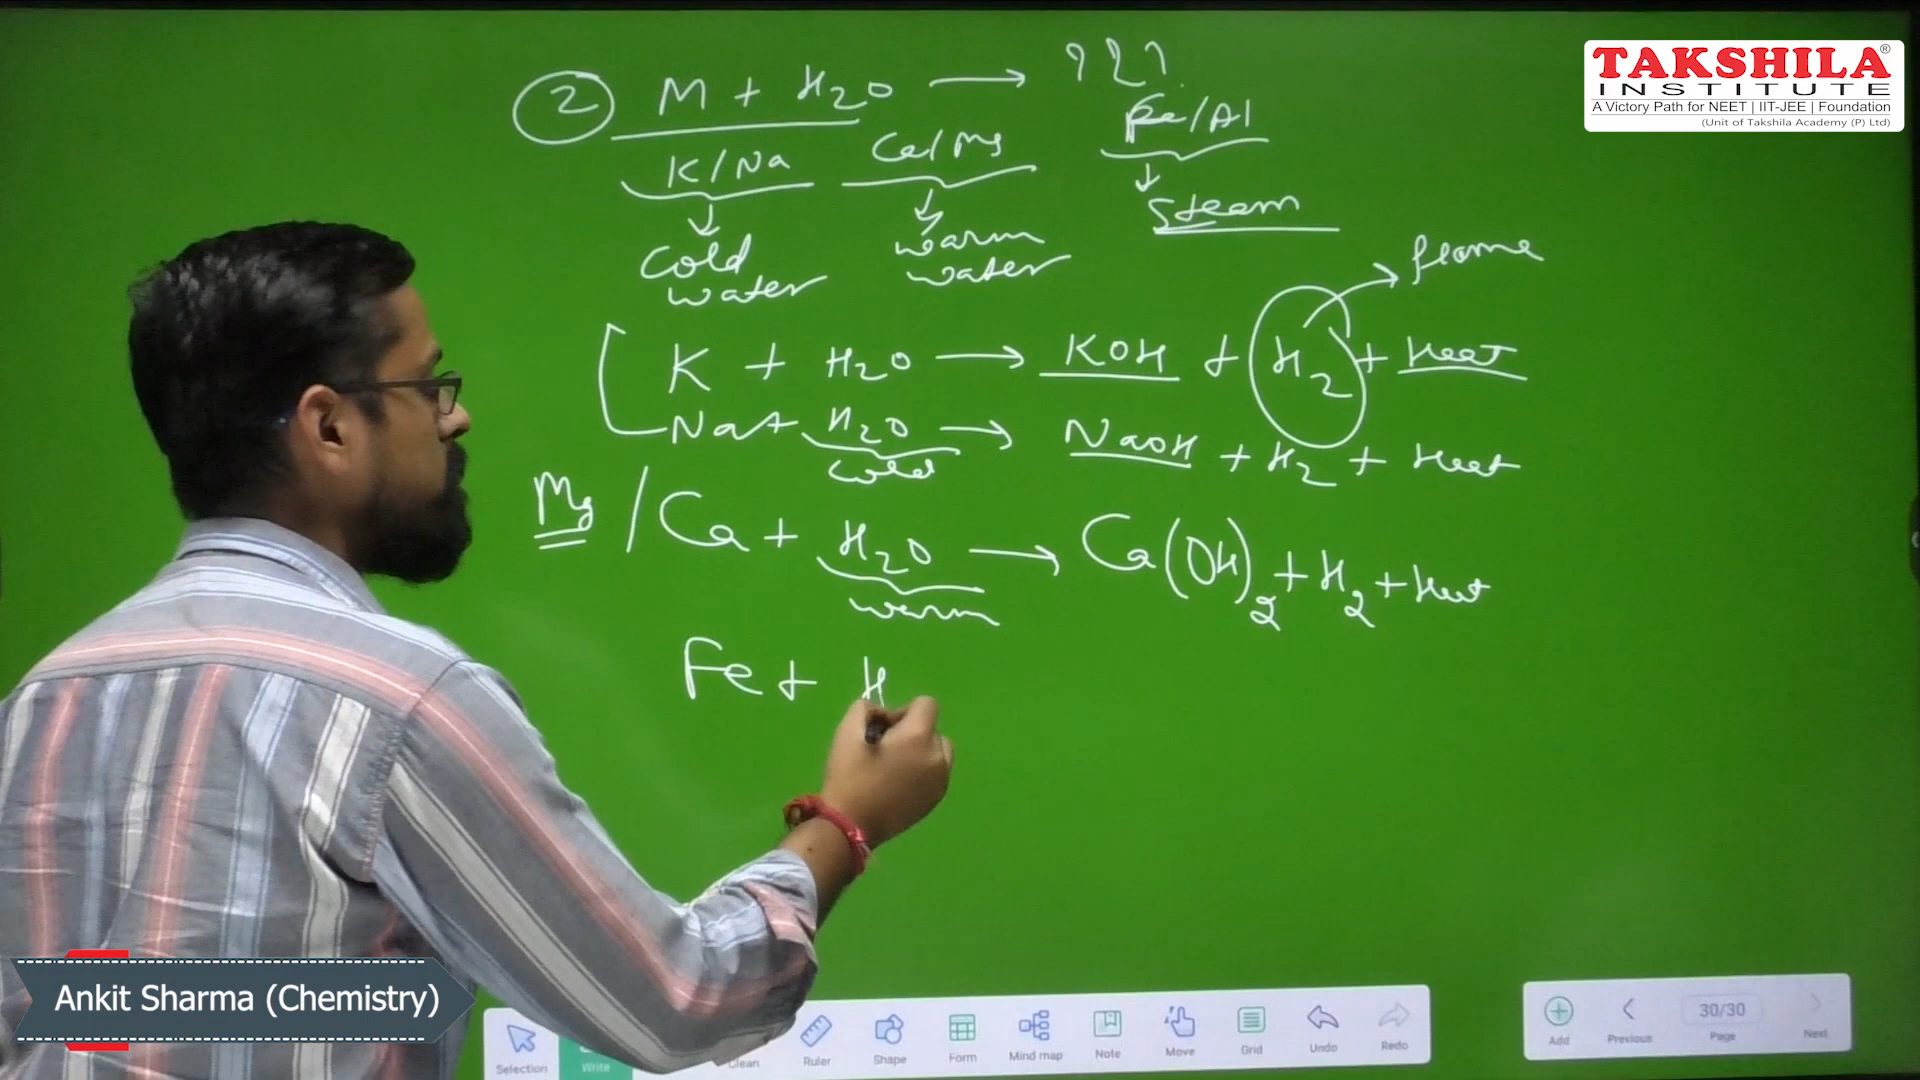 TAKSHILA®
INSTITUTE
A Victory Path for NEET | IIT-JEE | Foundation
(Unit of Takshila Academy (P) Ltd)
2 M + H2O → ???
K/Na Ca/Mg Fe/Al
cold water
warm water
Steam
flame
K + H2O → KOH + H2 + Heat
Na + H2O → NaOH + H2 + Heat
cold
Mg / Ca + H2O → Ca(OH)2 + H2 + Heat
warm
Fe + H
Ankit Sharma (Chemistry)
Selection
Write
Clean
Ruler
Shape
Form
Mind map
Note
Move
Grid
Undo
Redo
Add
Previous
30/30
Page
Next